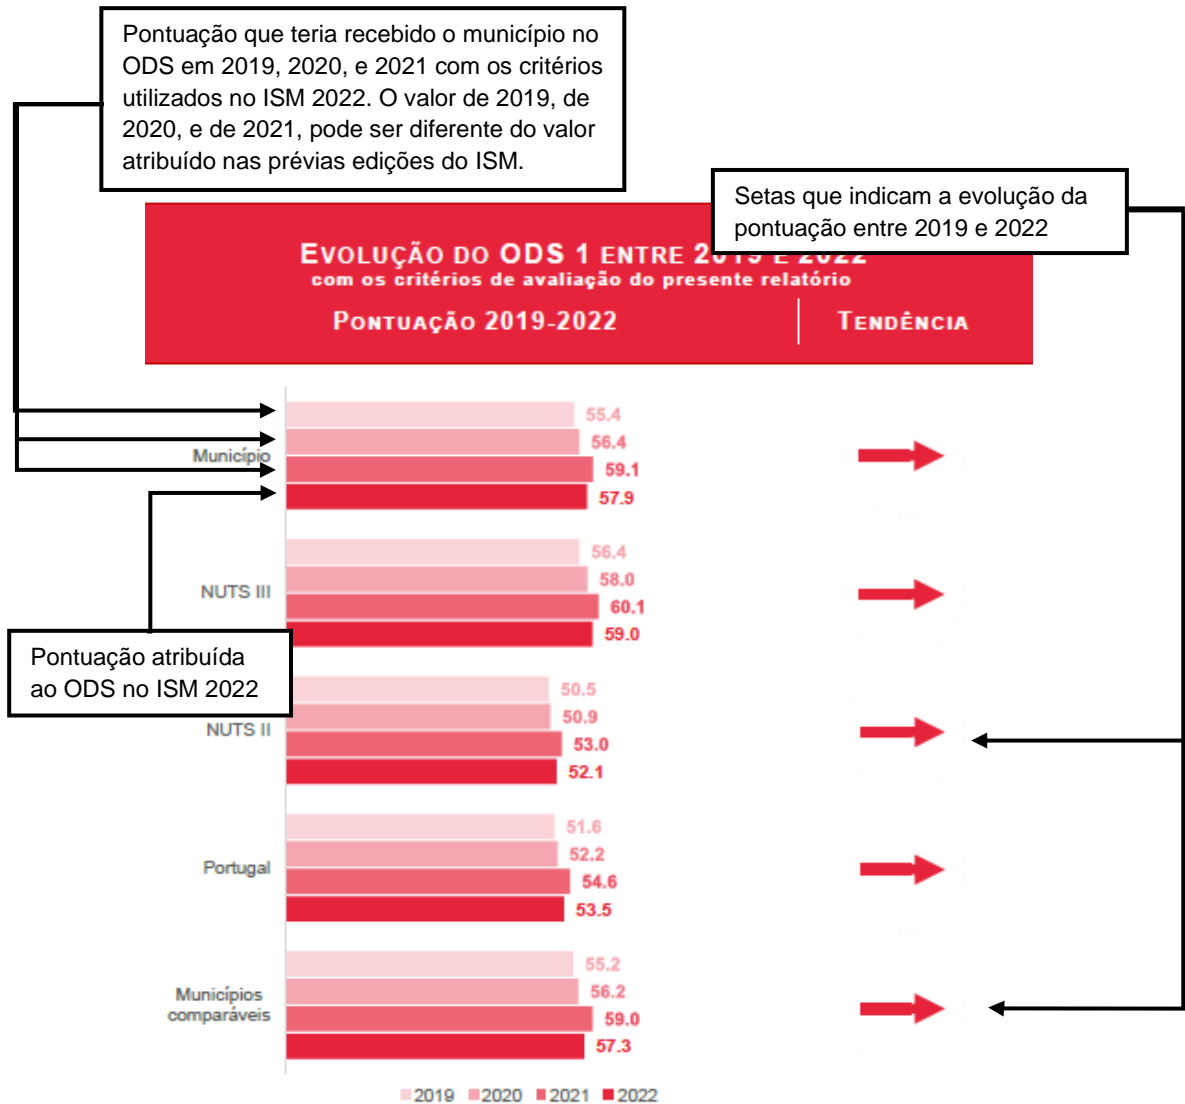 Pontuação que teria recebido o município no
ODS em 2019, 2020, e 2021 com os critérios
utilizados no ISM 2022. O valor de 2019, de
2020, e de 2021, pode ser diferente do valor
atribuído nas prévias edições do ISM.
Setas que indicam a evolução da
pontuação entre 2019 e 2022
EVOLUÇÃO DO ODS 1 ENTRE 2019 E 2022
com os critérios de avaliação do presente relatório
PONTUAÇÃO 2019-2022
TENDÊNCIA
Município
55.4
56.4
59.1
57.9
NUTS III
56.4
58.0
60.1
59.0
Pontuação atribuída
ao ODS no ISM 2022
NUTS II
50.5
50.9
53.0
52.1
Portugal
51.6
52.2
54.6
53.5
Municípios
comparáveis
55.2
56.2
59.0
57.3
2019 2020 2021 2022